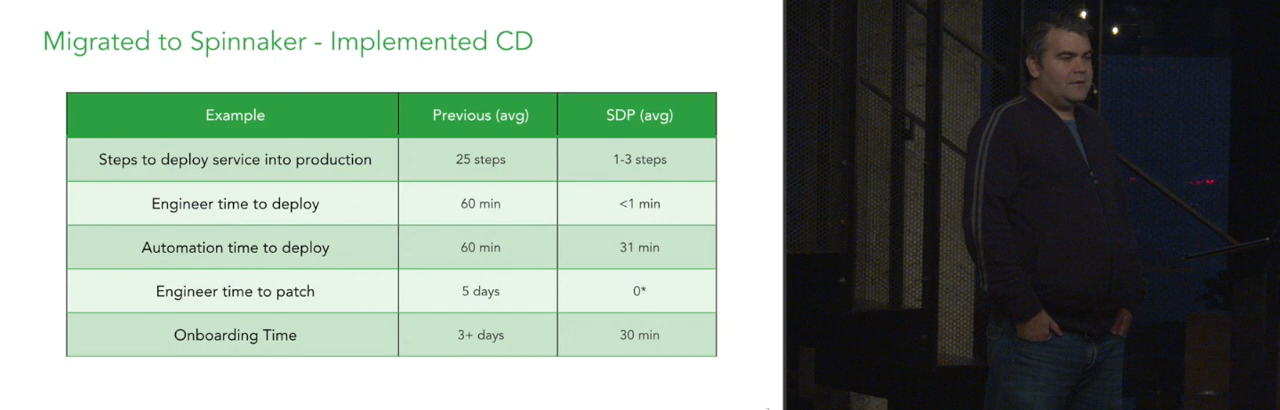 Migrated to Spinnaker - Implemented CD
Example Previous (avg) SDP (avg)
Steps to deploy service into production 25 steps 1-3 steps
Engineer time to deploy 60 min <1 min
Automation time to deploy 60 min 31 min
Engineer time to patch 5 days 0*
Onboarding Time 3+ days 30 min